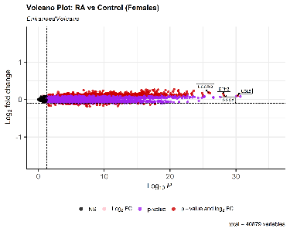 Volcano Plot: RA vs Control (Females)
EnhancedVolcano
Log₂ fold change
1
0
-1
0
10
20
30
Log₁₀ P
NS
Log₂ FC
p-value
p - value and log₂ FC
total =
variables